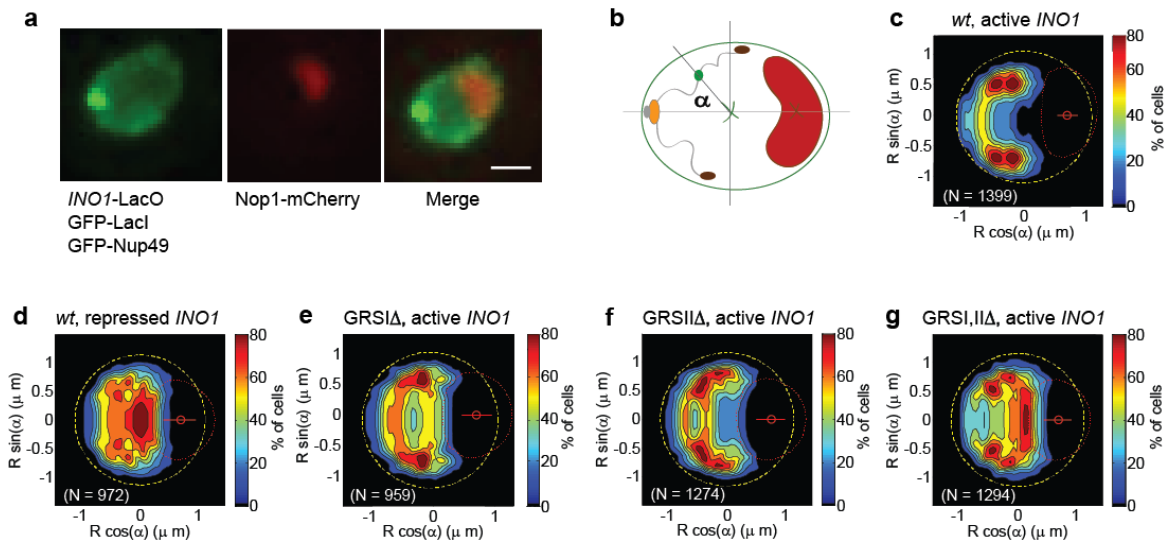 a
INO1-LacO
GFP-LacI
GFP-Nup49
Nop1-mCherry
Merge
b
α
c
wt, active INO1
R sin(α) (μ m)
1
0.5
0
-0.5
-1
(N = 1399)
-1 0 1
R cos(α) (μ m)
80
60
40
20
0
% of cells
d
wt, repressed INO1
R sin(α) (μ m)
1
0.5
0
-0.5
-1
(N = 972)
-1 0 1
R cos(α) (μ m)
80
60
40
20
0
% of cells
e
GRSIΔ, active INO1
R sin(α) (μ m)
1
0.5
0
-0.5
-1
(N = 959)
-1 0 1
R cos(α) (μ m)
80
60
40
20
0
% of cells
f
GRSIIΔ, active INO1
R sin(α) (μ m)
1
0.5
0
-0.5
-1
(N = 1274)
-1 0 1
R cos(α) (μ m)
80
60
40
20
0
% of cells
g
GRSI,IIΔ, active INO1
R sin(α) (μ m)
1
0.5
0
-0.5
-1
(N = 1294)
-1 0 1
R cos(α) (μ m)
80
60
40
20
0
% of cells